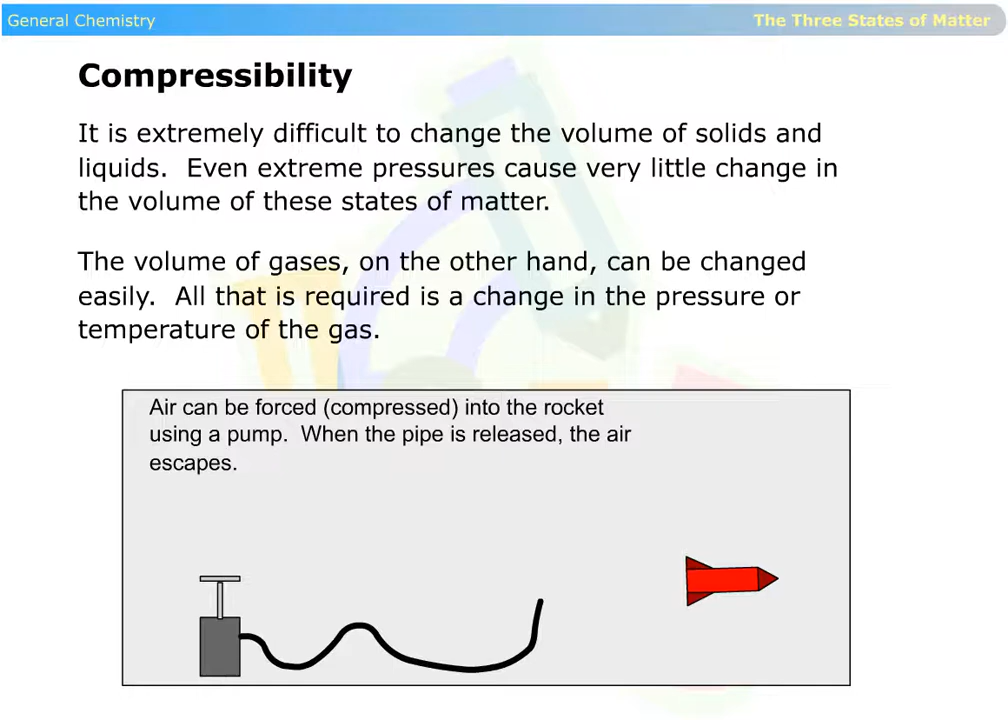 General Chemistry
The Three States of Matter
Compressibility
It is extremely difficult to change the volume of solids and
liquids.  Even extreme pressures cause very little change in
the volume of these states of matter.
The volume of gases, on the other hand, can be changed
easily.  All that is required is a change in the pressure or
temperature of the gas.
Air can be forced (compressed) into the rocket
using a pump.  When the pipe is released, the air
escapes.